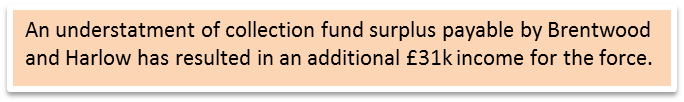 An understatment of collection fund surplus payable by Brentwood
and Harlow has resulted in an additional £31k income for the force.